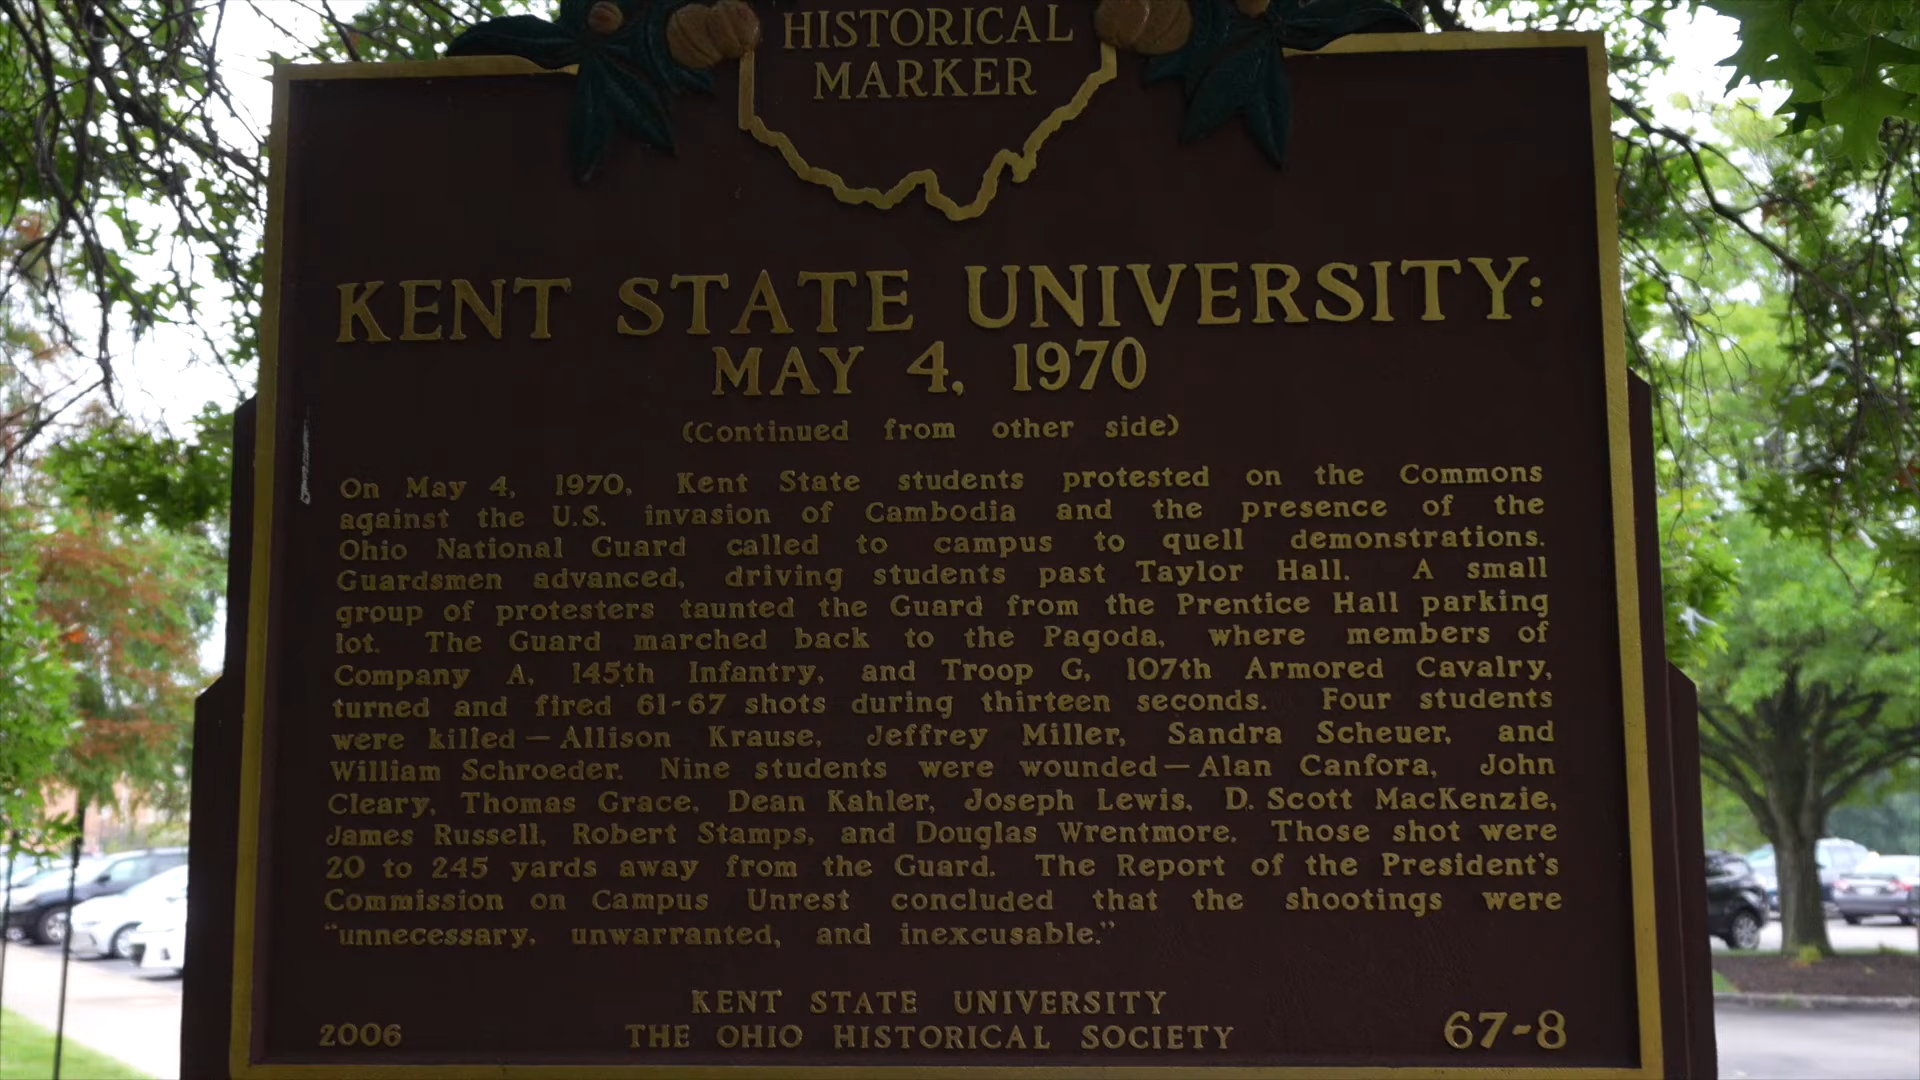 HISTORICAL
MARKER
KENT STATE UNIVERSITY:
MAY 4, 1970
(Continued from other side)
On May 4, 1970, Kent State students protested on the Commons
against the U.S. invasion of Cambodia and the presence of the
Ohio National Guard called to campus to quell demonstrations.
Guardsmen advanced, driving students past Taylor Hall. A small
group of protesters taunted the Guard from the Prentice Hall parking
lot. The Guard marched back to the Pagoda, where members of
Company A, 145th Infantry, and Troop G, 107th Armored Cavalry,
turned and fired 61-67 shots during thirteen seconds. Four students
were killed—Allison Krause, Jeffrey Miller, Sandra Scheuer, and
William Schroeder. Nine students were wounded—Alan Canfora, John
Cleary, Thomas Grace, Dean Kahler, Joseph Lewis, D. Scott MacKenzie,
James Russell, Robert Stamps, and Douglas Wrentmore. Those shot were
20 to 245 yards away from the Guard. The Report of the President's
Commission on Campus Unrest concluded that the shootings were
"unnecessary, unwarranted, and inexcusable."
KENT STATE UNIVERSITY
2006 THE OHIO HISTORICAL SOCIETY 67-8